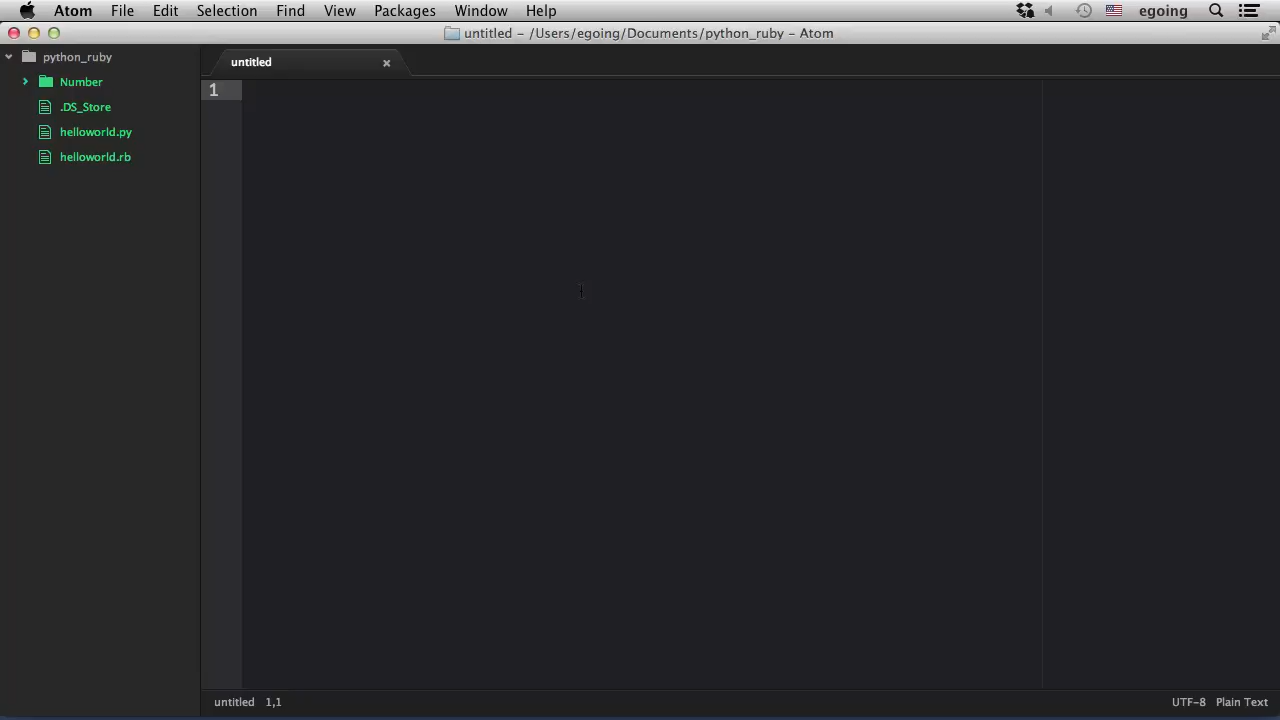 Atom File Edit Selection Find View Packages Window Help egoing
untitled – /Users/egoing/Documents/python_ruby – Atom
python_ruby
Number
.DS_Store
helloworld.py
helloworld.rb
untitled
1
untitled 1,1
UTF-8 Plain Text